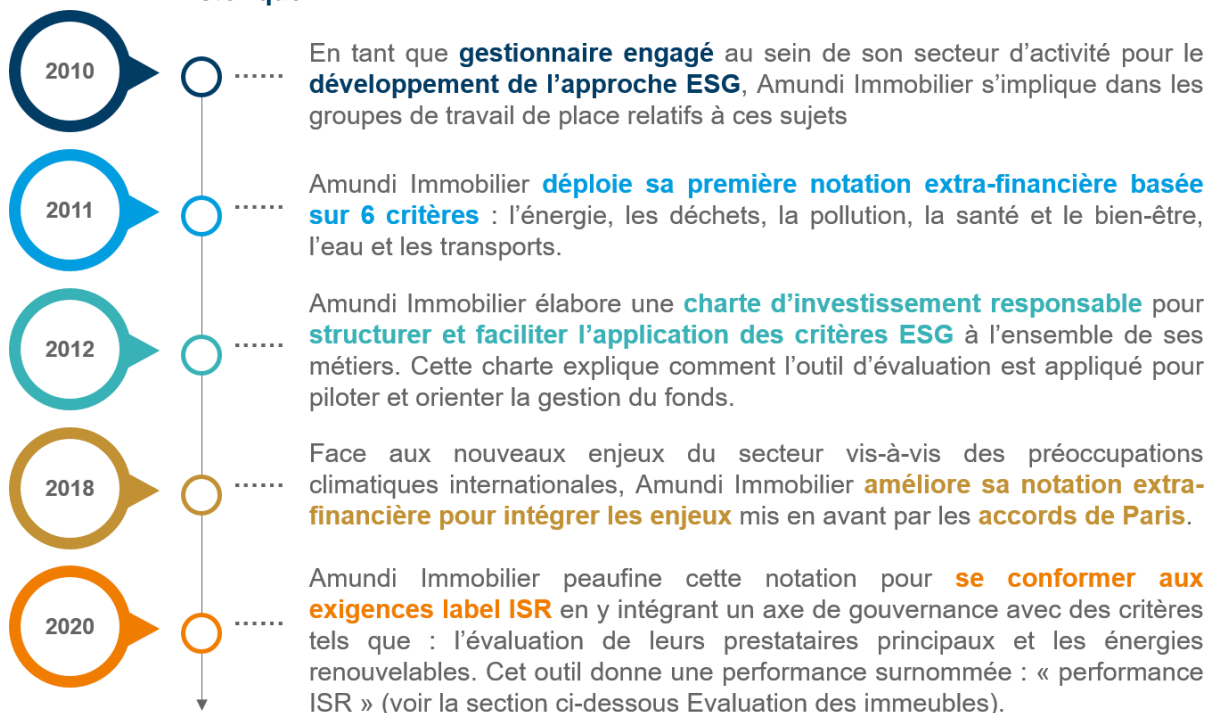 2010
En tant que gestionnaire engagé au sein de son secteur d’activité pour le
développement de l’approche ESG, Amundi Immobilier s’implique dans les
groupes de travail de place relatifs à ces sujets
2011
Amundi Immobilier déploie sa première notation extra-financière basée
sur 6 critères : l’énergie, les déchets, la pollution, la santé et le bien-être,
l’eau et les transports.
2012
Amundi Immobilier élabore une charte d’investissement responsable pour
structurer et faciliter l’application des critères ESG à l’ensemble de ses
métiers. Cette charte explique comment l’outil d’évaluation est appliqué pour
piloter et orienter la gestion du fonds.
2018
Face aux nouveaux enjeux du secteur vis-à-vis des préoccupations
climatiques internationales, Amundi Immobilier améliore sa notation extra-
financière pour intégrer les enjeux mis en avant par les accords de Paris.
2020
Amundi Immobilier peaufine cette notation pour se conformer aux
exigences label ISR en y intégrant un axe de gouvernance avec des critères
tels que : l’évaluation de leurs prestataires principaux et les énergies
renouvelables. Cet outil donne une performance surnommée : « performance
ISR » (voir la section ci-dessous Evaluation des immeubles).